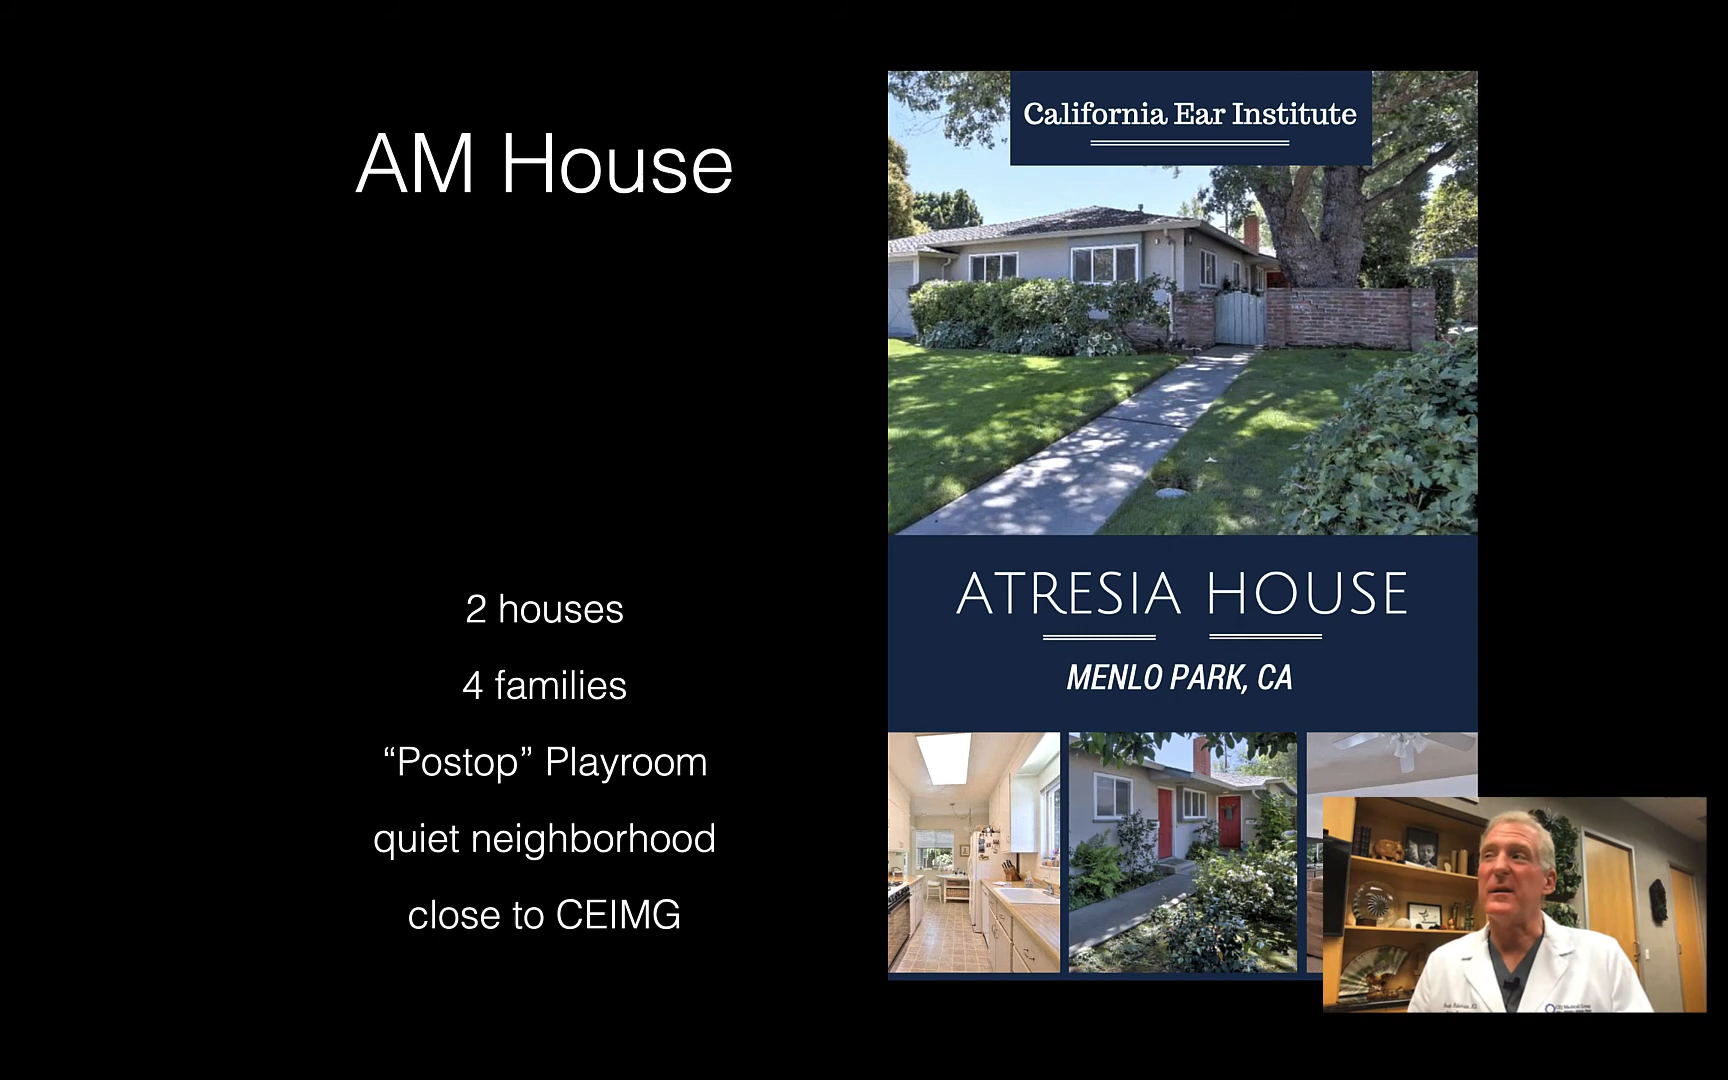 AM House
2 houses
4 families
“Postop” Playroom
quiet neighborhood
close to CEIMG
California Ear Institute
ATRESIA HOUSE
MENLO PARK, CA